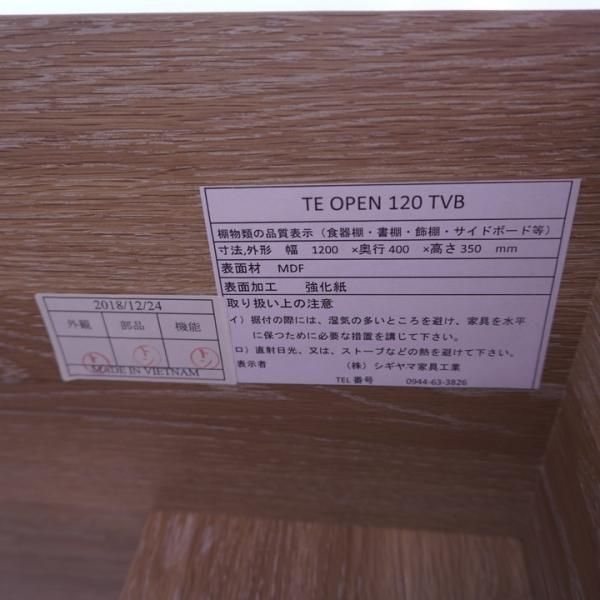 TE OPEN 120 TVB
棚物類の品質表示（食器棚・書棚・飾棚・サイドボード等）
寸法,外形 幅 1200 ×奥行 400 ×高さ 350 mm
表面材 MDF
表面加工 強化紙
取り扱い上の注意
イ）据付の際には、湿気の多いところを避け、家具を水平
に保つために必要な措置を講じて下さい。
ロ）直射日光、又は、ストーブなどの熱を避けて下さい。
表示者 （株）シギヤマ家具工業
TEL 番号 0944-63-3826
2018/12/24
外観 部品 機能
MADE IN VIETNAM